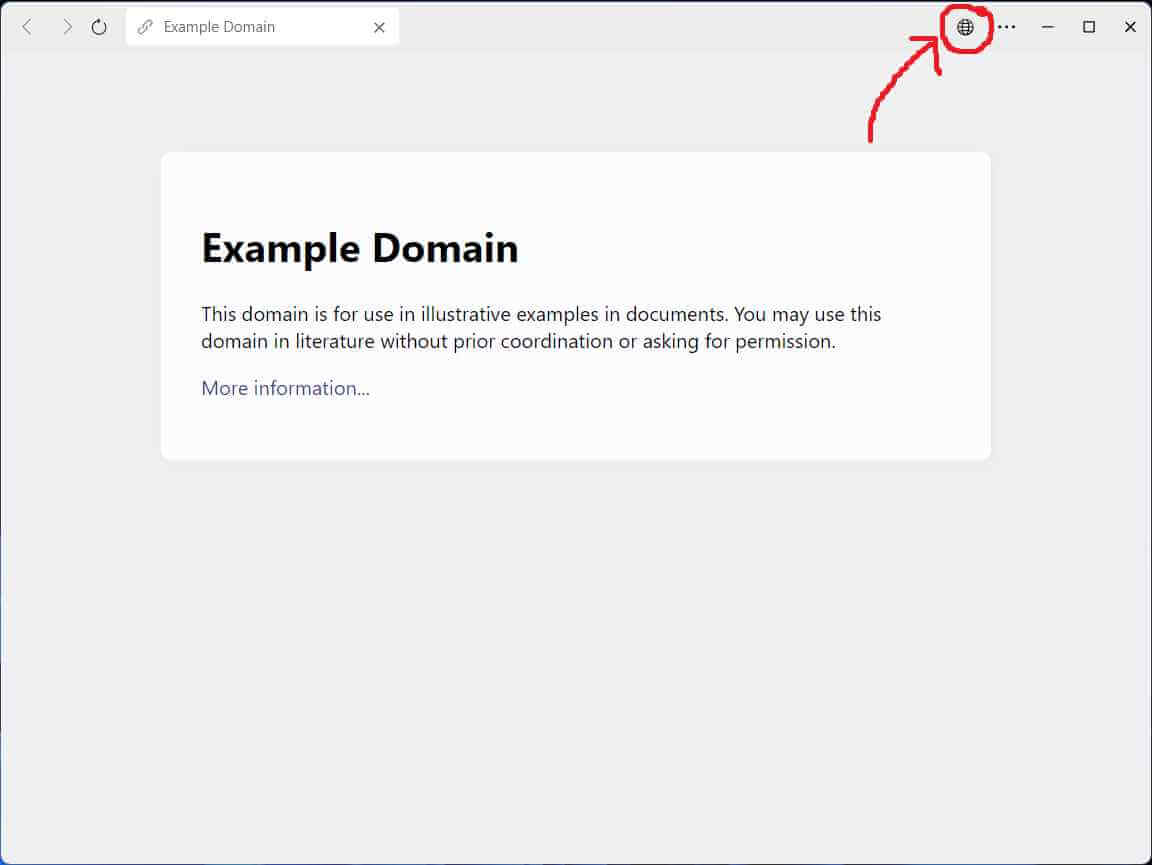 Example Domain
Example Domain
This domain is for use in illustrative examples in documents. You may use this
domain in literature without prior coordination or asking for permission.
More information...